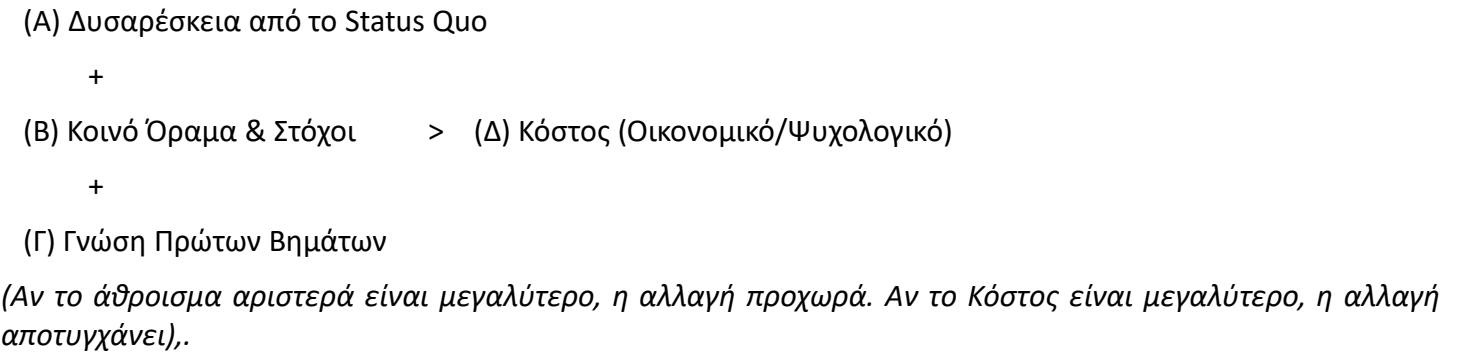 (Α) Δυσαρέσκεια από το Status Quo
+
(Β) Κοινό Όραμα & Στόχοι > (Δ) Κόστος (Οικονομικό/Ψυχολογικό)
+
(Γ) Γνώση Πρώτων Βημάτων
(Αν το άθροισμα αριστερά είναι μεγαλύτερο, η αλλαγή προχωρά. Αν το Κόστος είναι μεγαλύτερο, η αλλαγή
αποτυγχάνει),.